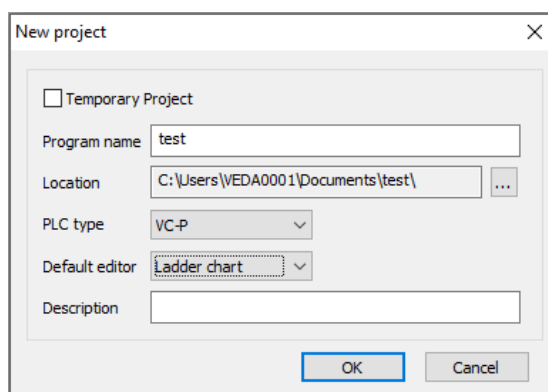 New project
Temporary Project
Program name test
Location C:\Users\VEDA0001\Documents\test\ ...
PLC type VC-P
Default editor Ladder chart
Description
OK Cancel